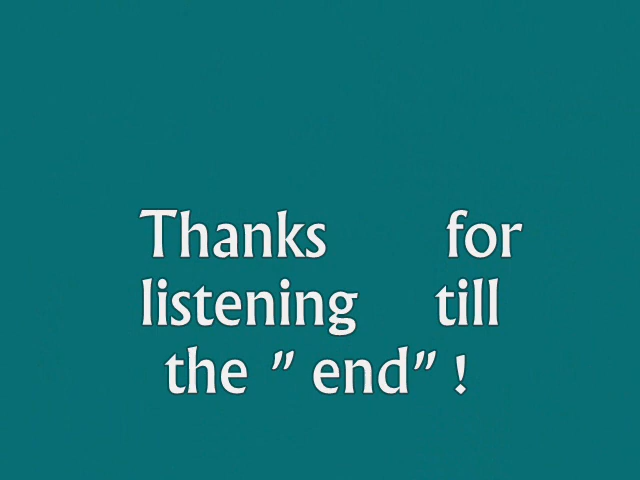 Thanks for
listening till
the ” end” !